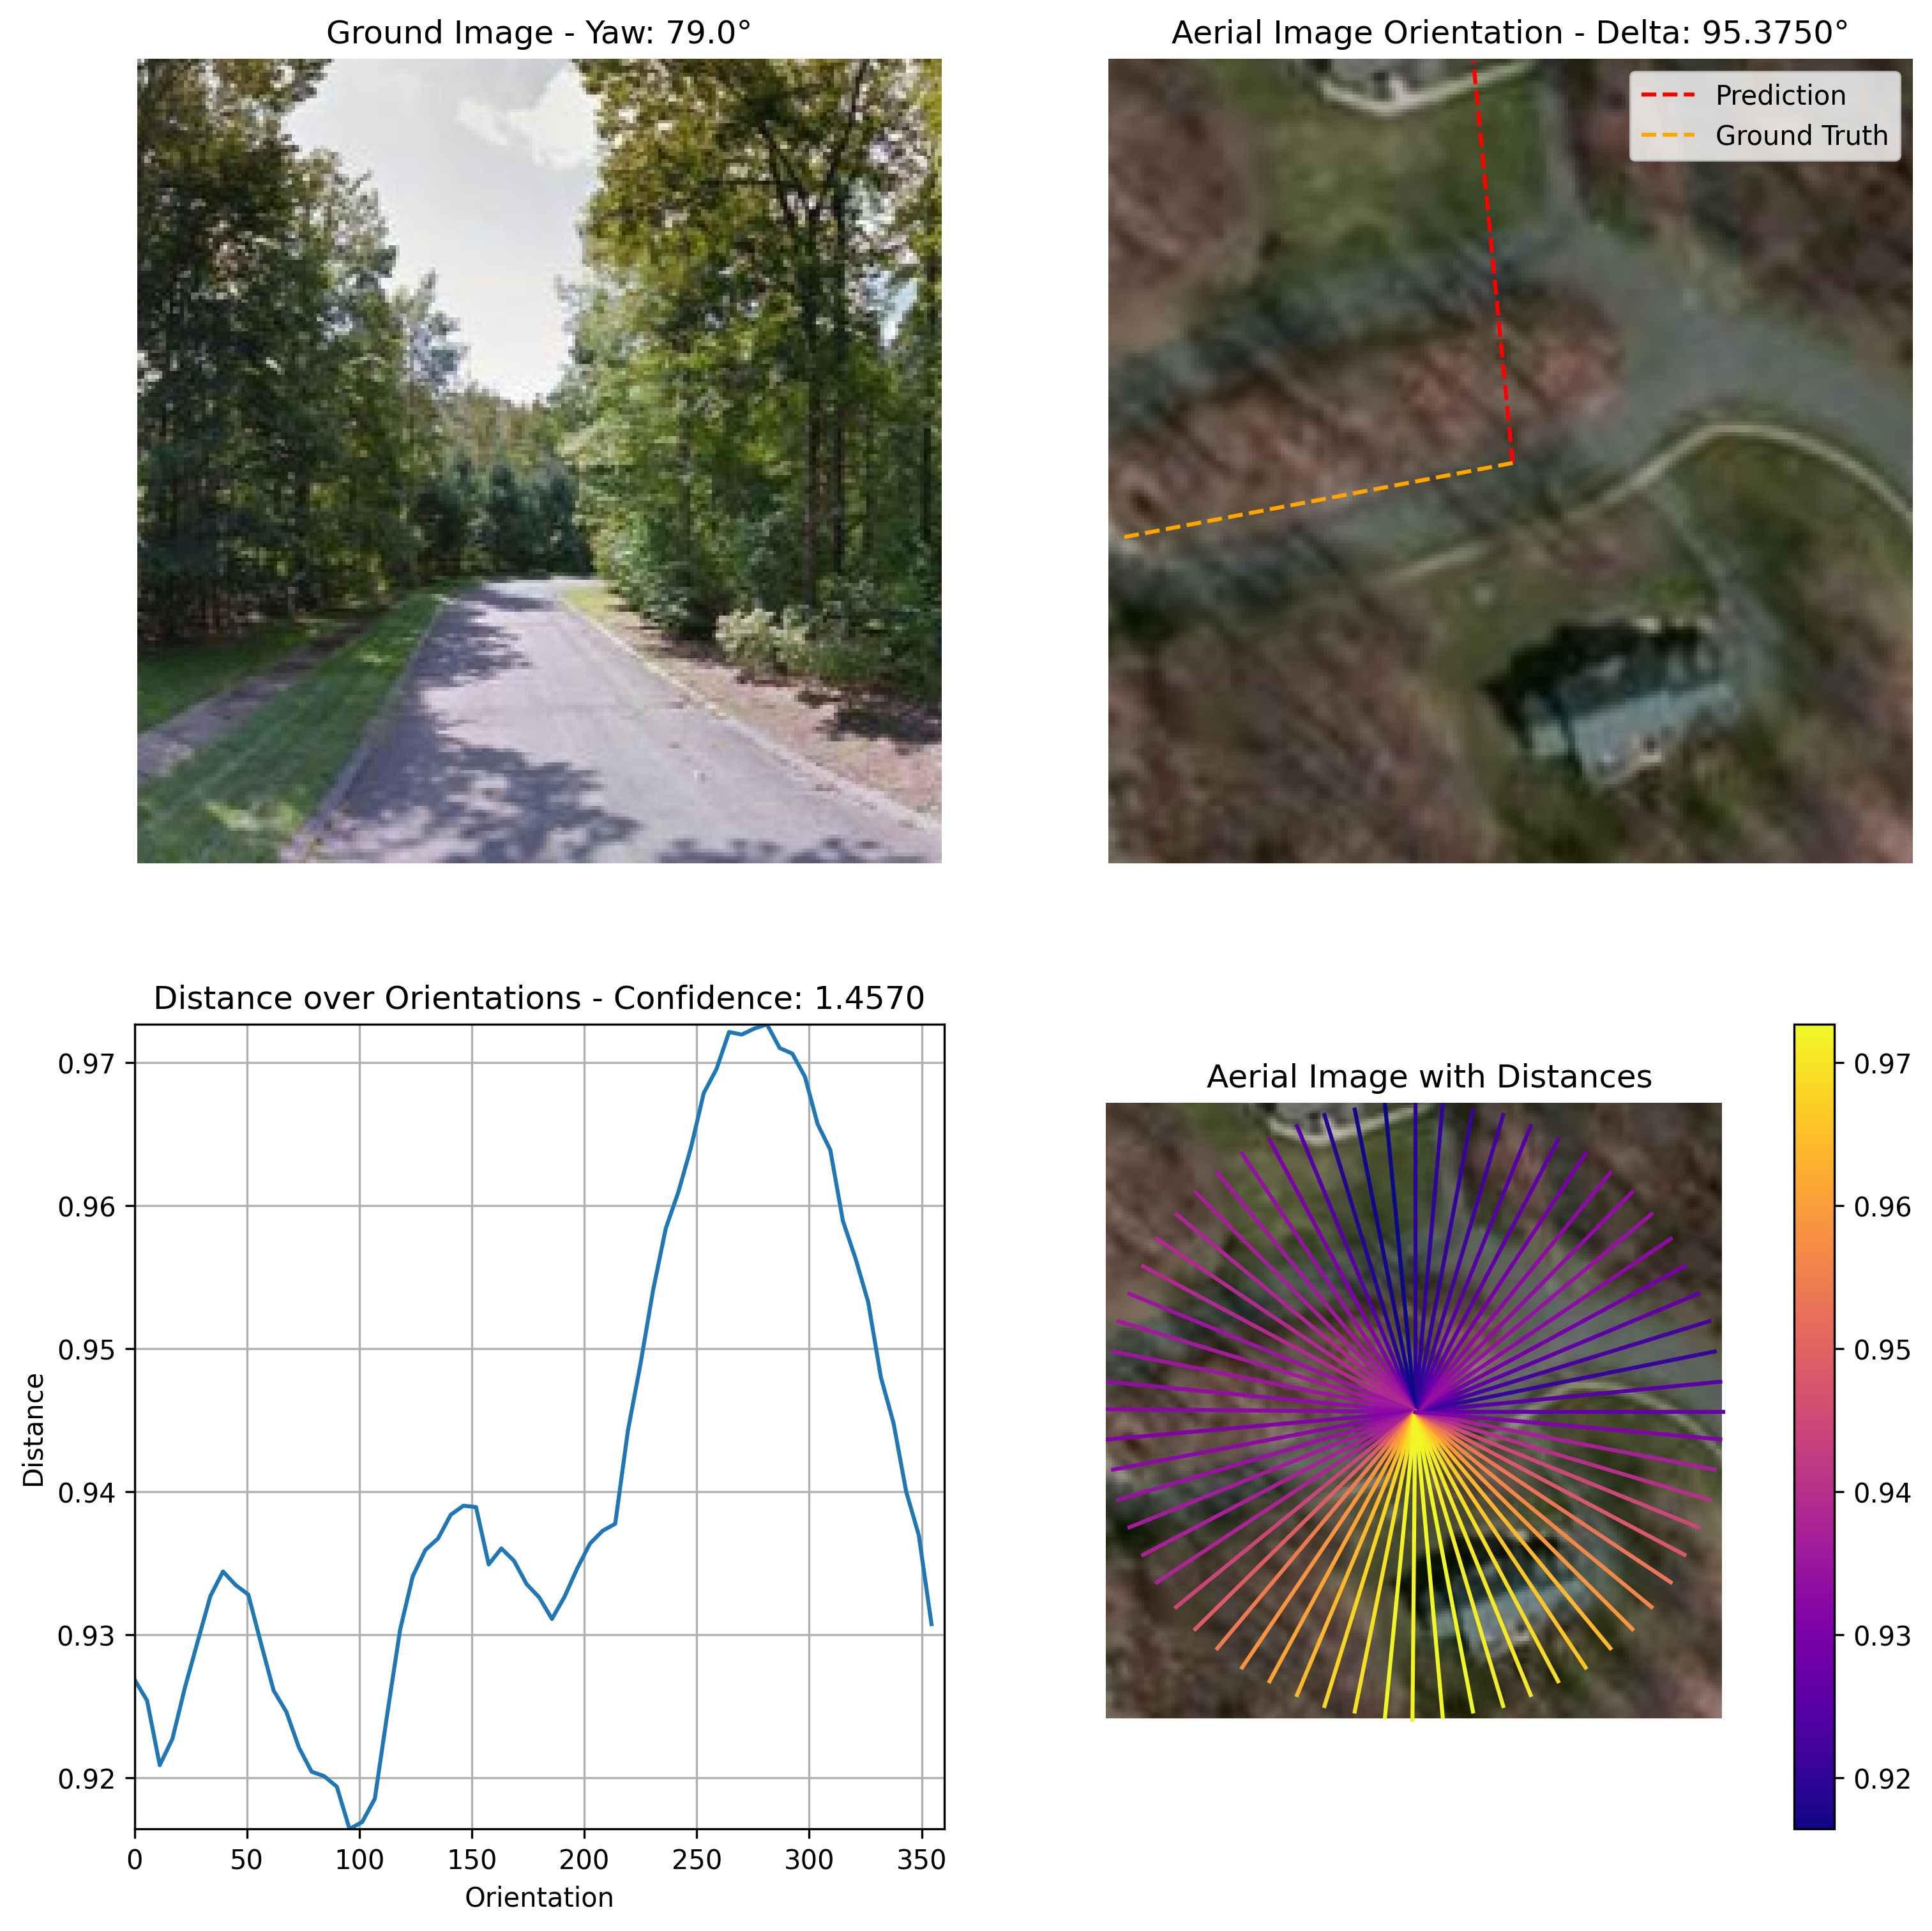 Ground Image - Yaw: 79.0°
Aerial Image Orientation - Delta: 95.3750°
Prediction
Ground Truth
Distance over Orientations - Confidence: 1.4570
0.97
0.96
0.95
0.94
0.93
0.92
Distance
0
50
100
150
200
250
300
350
Orientation
Aerial Image with Distances
0.97
0.96
0.95
0.94
0.93
0.92